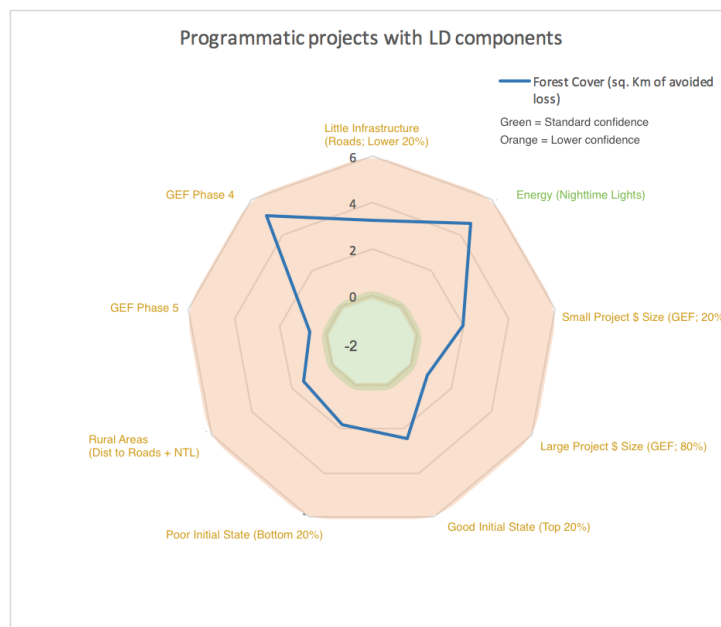 Programmatic projects with LD components
Forest Cover (sq. Km of avoided
loss)
Green = Standard confidence
Orange = Lower confidence
Little Infrastructure
(Roads; Lower 20%)
6
GEF Phase 4
Energy (Nighttime Lights)
4
2
GEF Phase 5
0
Small Project $ Size (GEF; 20%
-2
Rural Areas
(Dist to Roads + NTL)
Large Project $ Size (GEF; 80%)
Poor Initial State (Bottom 20%)
Good Initial State (Top 20%)